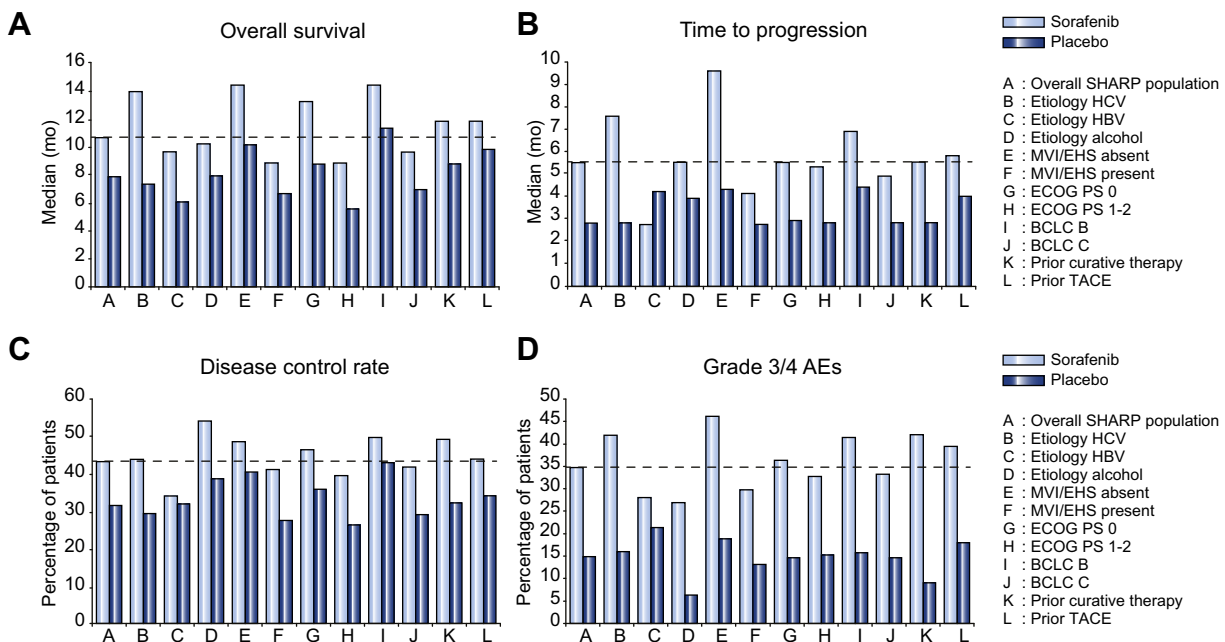 A
Overall survival
Median (mo)
16
14
12
10
8
6
4
2
0
A B C D E F G H I J K L
B
Time to progression
Median (mo)
10
9
8
7
6
5
4
3
2
1
0
A B C D E F G H I J K L
Sorafenib
Placebo
A : Overall SHARP population
B : Etiology HCV
C : Etiology HBV
D : Etiology alcohol
E : MVI/EHS absent
F : MVI/EHS present
G : ECOG PS 0
H : ECOG PS 1-2
I : BCLC B
J : BCLC C
K : Prior curative therapy
L : Prior TACE
C
Disease control rate
Percentage of patients
60
50
40
30
20
10
0
A B C D E F G H I J K L
D
Grade 3/4 AEs
Percentage of patients
50
45
40
35
30
25
20
15
10
5
0
A B C D E F G H I J K L
Sorafenib
Placebo
A : Overall SHARP population
B : Etiology HCV
C : Etiology HBV
D : Etiology alcohol
E : MVI/EHS absent
F : MVI/EHS present
G : ECOG PS 0
H : ECOG PS 1-2
I : BCLC B
J : BCLC C
K : Prior curative therapy
L : Prior TACE